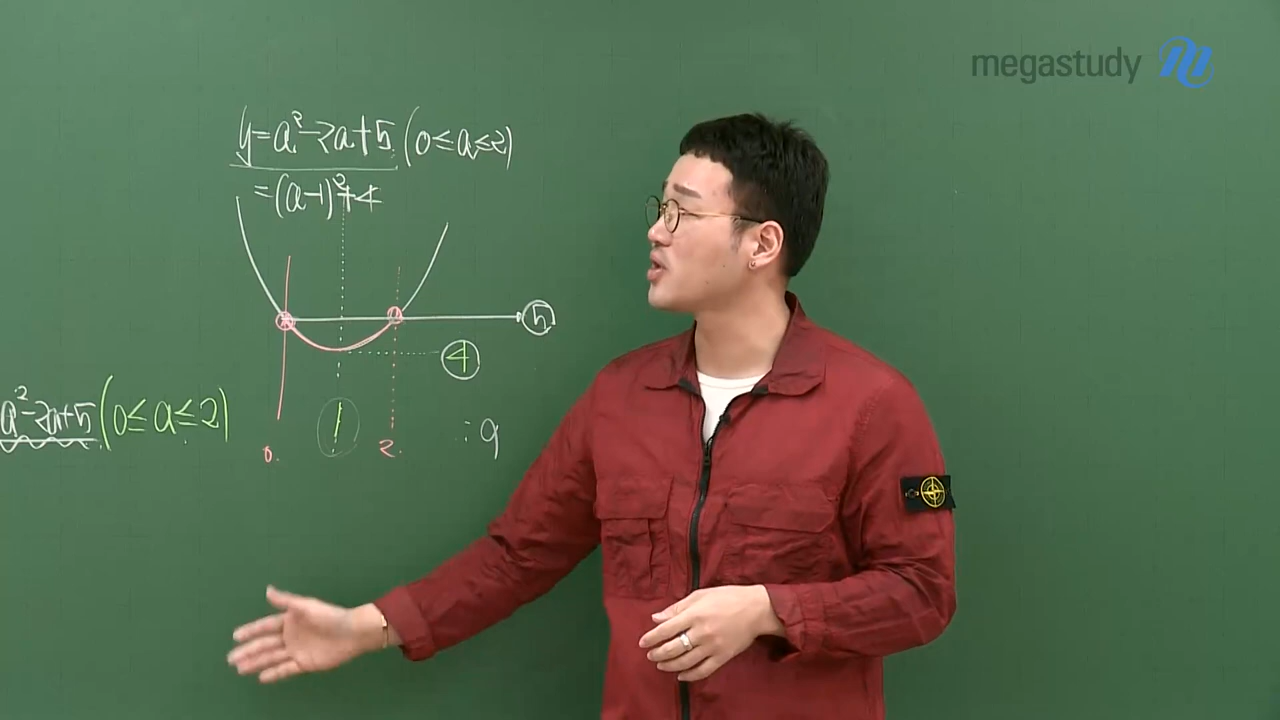 megastudy
y=a²-2a+5 (0≤a≤2)
=(a-1)²+4
5
4
a²-2a+5 (0≤a≤2)
0. 1 2.
∴ 9